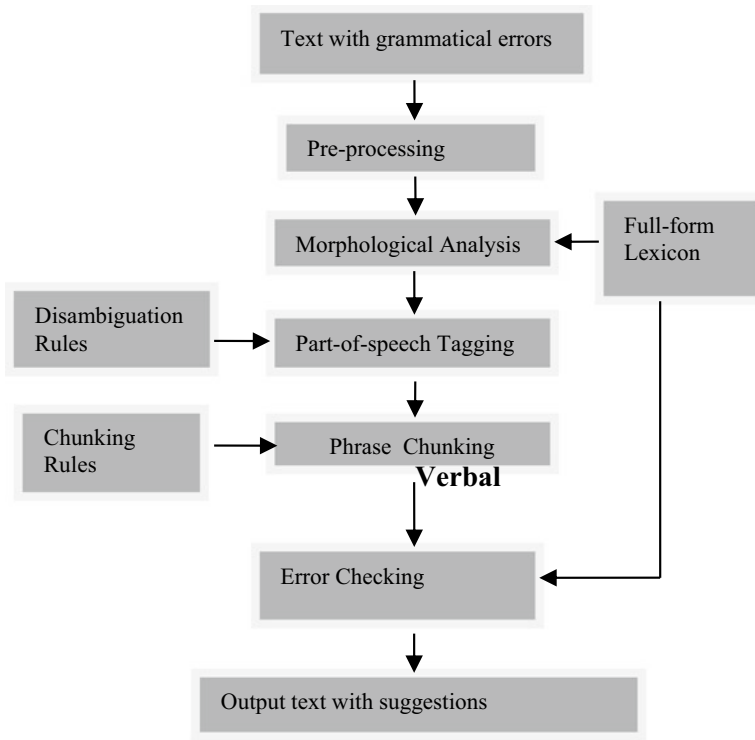 Text with grammatical errors
Pre-processing
Morphological Analysis
Full-form
Lexicon
Disambiguation
Rules
Part-of-speech Tagging
Chunking
Rules
Phrase Chunking
Verbal
Error Checking
Output text with suggestions